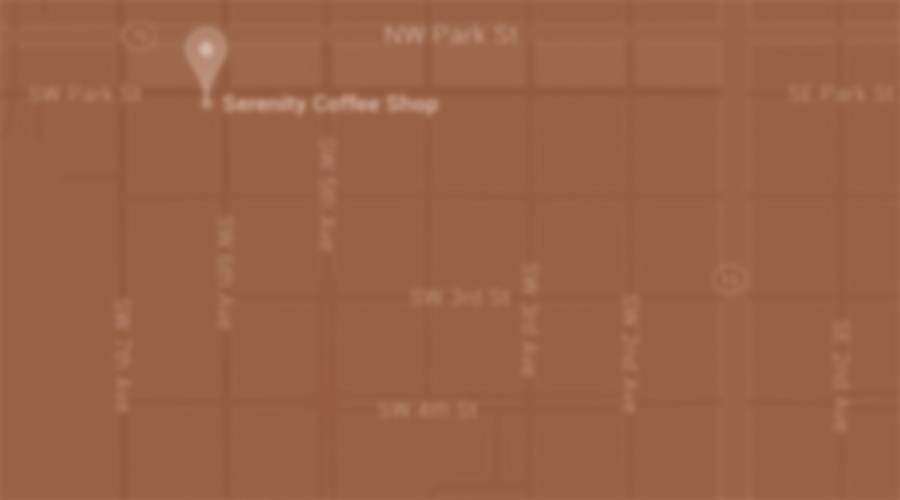 NW Park St
SW Park St
SE Park St
Serenity Coffee Shop
SW 5th Ave
SW 6th Ave
SW 3rd St
SW 3rd Ave
SW 2nd Ave
SW 7th Ave
SE 2nd Ave
SW 4th St